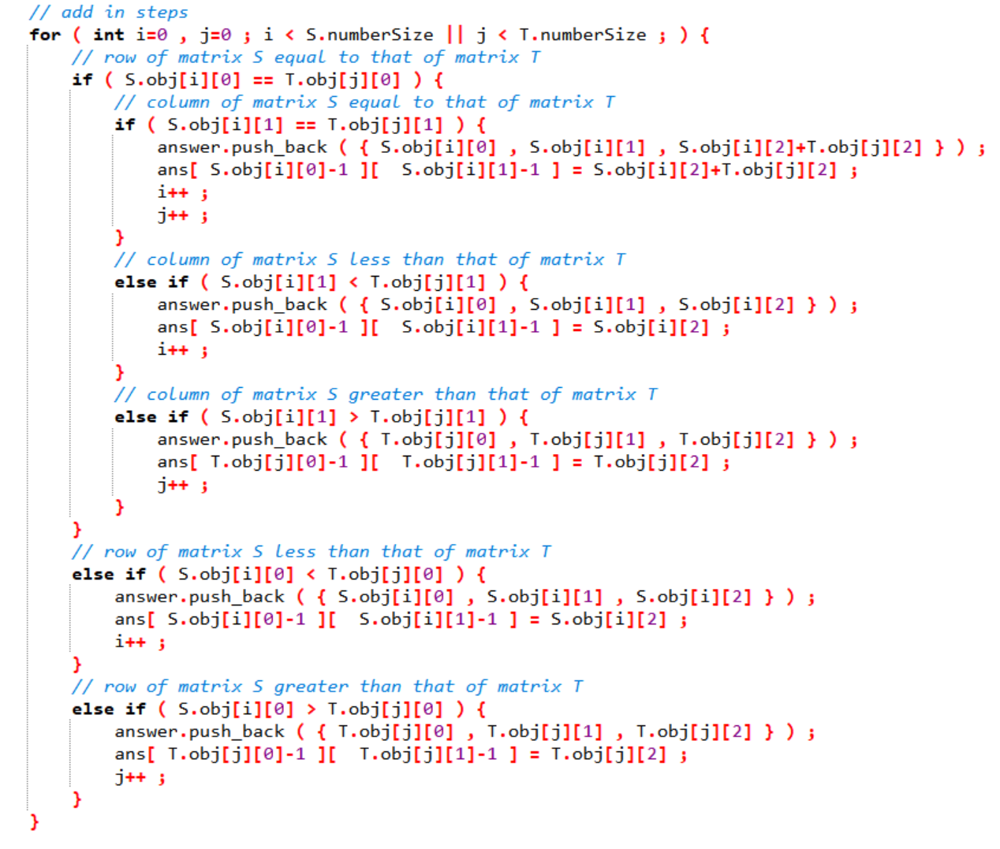 // add in steps
for ( int i=0 , j=0 ; i < S.numberSize || j < T.numberSize ; ) {
// row of matrix S equal to that of matrix T
if ( S.obj[i][0] == T.obj[j][0] ) {
// column of matrix S equal to that of matrix T
if ( S.obj[i][1] == T.obj[j][1] ) {
answer.push_back ( { S.obj[i][0] , S.obj[i][1] , S.obj[i][2]+T.obj[j][2] } ) ;
ans[ S.obj[i][0]-1 ][  S.obj[i][1]-1 ] = S.obj[i][2]+T.obj[j][2] ;
i++ ;
j++ ;
}
// column of matrix S less than that of matrix T
else if ( S.obj[i][1] < T.obj[j][1] ) {
answer.push_back ( { S.obj[i][0] , S.obj[i][1] , S.obj[i][2] } ) ;
ans[ S.obj[i][0]-1 ][  S.obj[i][1]-1 ] = S.obj[i][2] ;
i++ ;
}
// column of matrix S greater than that of matrix T
else if ( S.obj[i][1] > T.obj[j][1] ) {
answer.push_back ( { T.obj[j][0] , T.obj[j][1] , T.obj[j][2] } ) ;
ans[ T.obj[j][0]-1 ][  T.obj[j][1]-1 ] = T.obj[j][2] ;
j++ ;
}
}
// row of matrix S less than that of matrix T
else if ( S.obj[i][0] < T.obj[j][0] ) {
answer.push_back ( { S.obj[i][0] , S.obj[i][1] , S.obj[i][2] } ) ;
ans[ S.obj[i][0]-1 ][  S.obj[i][1]-1 ] = S.obj[i][2] ;
i++ ;
}
// row of matrix S greater than that of matrix T
else if ( S.obj[i][0] > T.obj[j][0] ) {
answer.push_back ( { T.obj[j][0] , T.obj[j][1] , T.obj[j][2] } ) ;
ans[ T.obj[j][0]-1 ][  T.obj[j][1]-1 ] = T.obj[j][2] ;
j++ ;
}
}